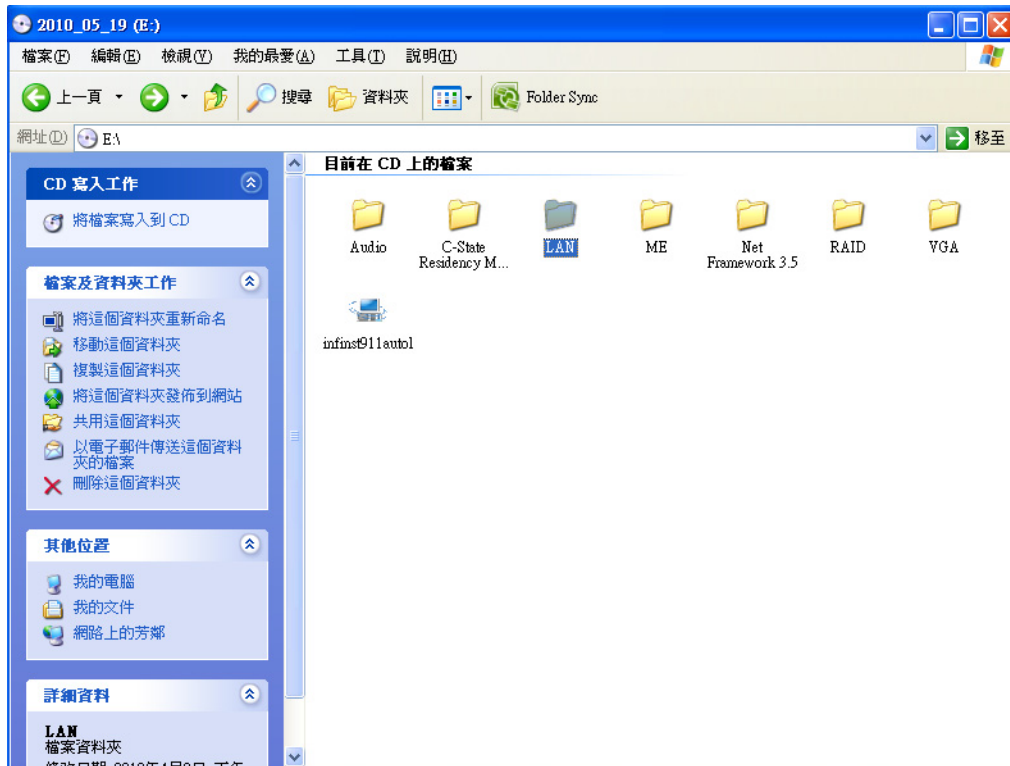 2010_05_19 (E:)
檔案(F) 編輯(E) 檢視(V) 我的最愛(A) 工具(T) 說明(H)
上一頁 搜尋 資料夾 Folder Sync
網址(D) E:\ 移至
CD 寫入工作
將檔案寫入到 CD
檔案及資料夾工作
將這個資料夾重新命名
移動這個資料夾
複製這個資料夾
將這個資料夾發佈到網站
共用這個資料夾
以電子郵件傳送這個資料
夾的檔案
刪除這個資料夾
其他位置
我的電腦
我的文件
網路上的芳鄰
詳細資料
LAN
檔案資料夾
目前在 CD 上的檔案
Audio
C-State
Residency M...
LAN
ME
Net
Framework 3.5
RAID
VGA
infinst911autol